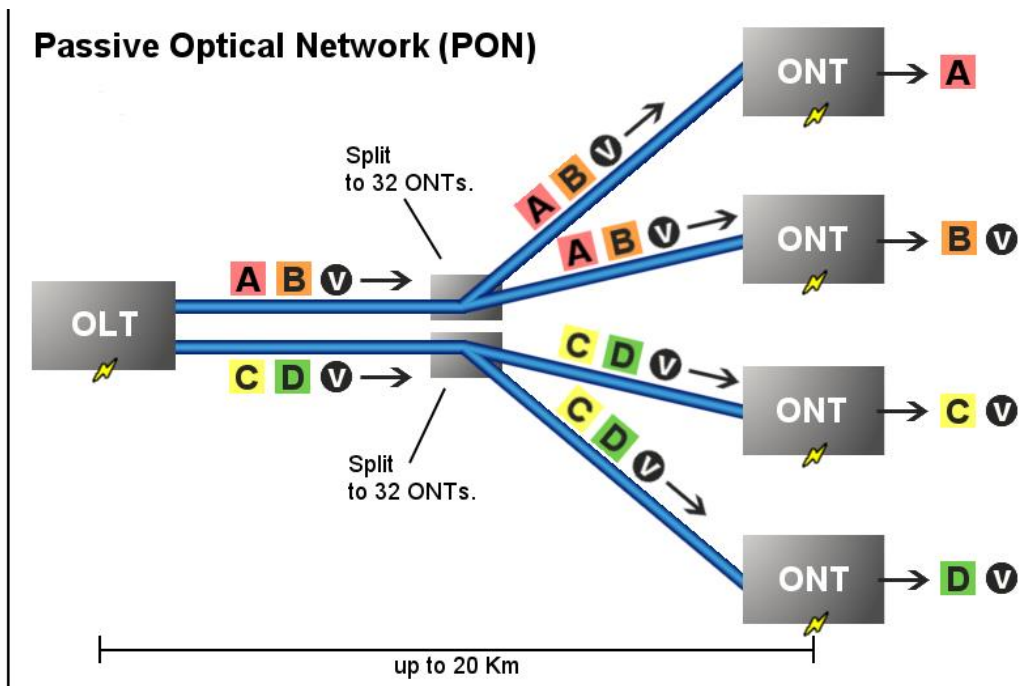 Passive Optical Network (PON)
ONT
A
Split
to 32 ONTs.
A B V
A B V
ONT
B V
A B V
OLT
C D V
C D V
ONT
C V
C D V
Split
to 32 ONTs.
ONT
D V
up to 20 Km